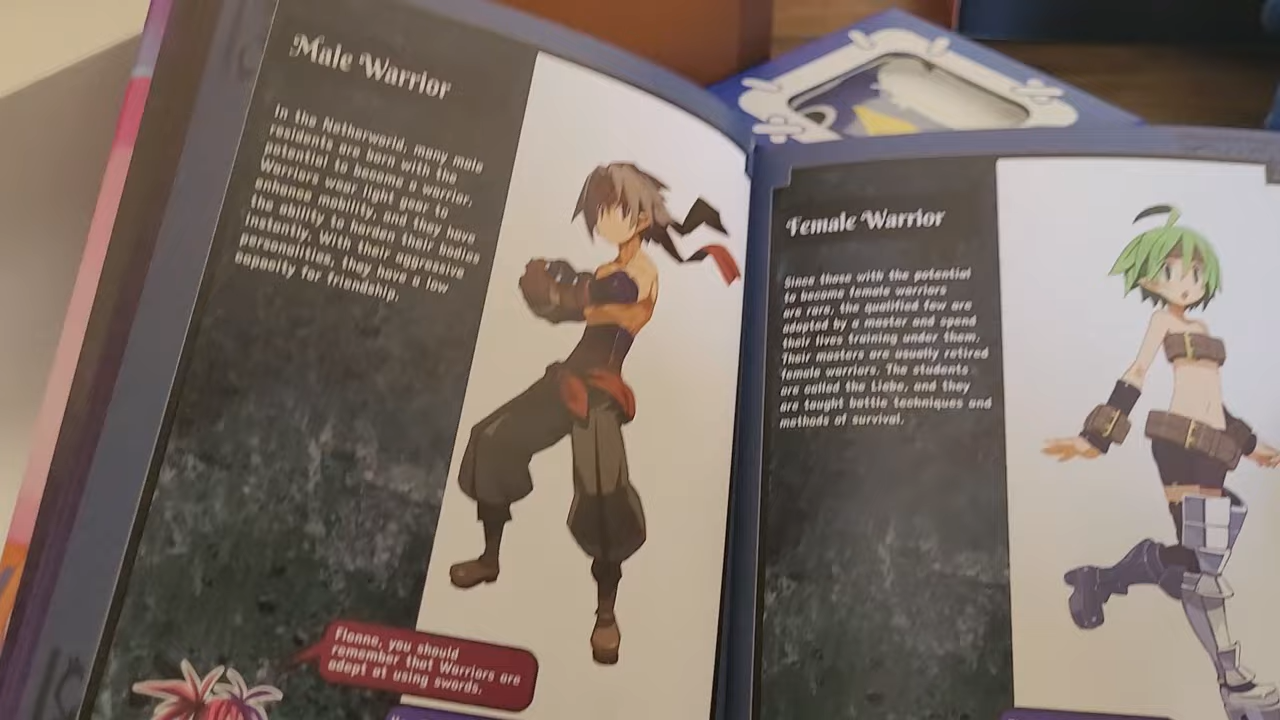 Male Warrior
In the Netherworld, many male
residents are born with the
potential to become a warrior.
Warriors wear light gear to
enhance mobility, and they have
the ability to harden their bodies
instantly. With their aggressive
personalities, they have a low
capacity for friendship.
Flonne, you should
remember that Warriors are
adept at using swords.
Female Warrior
Since those with the potential
to become female warriors
are rare, the qualified few are
adopted by a master and spend
their lives training under them.
Their masters are usually retired
female warriors. The students
are called the Liebe, and they
are taught battle techniques and
methods of survival.